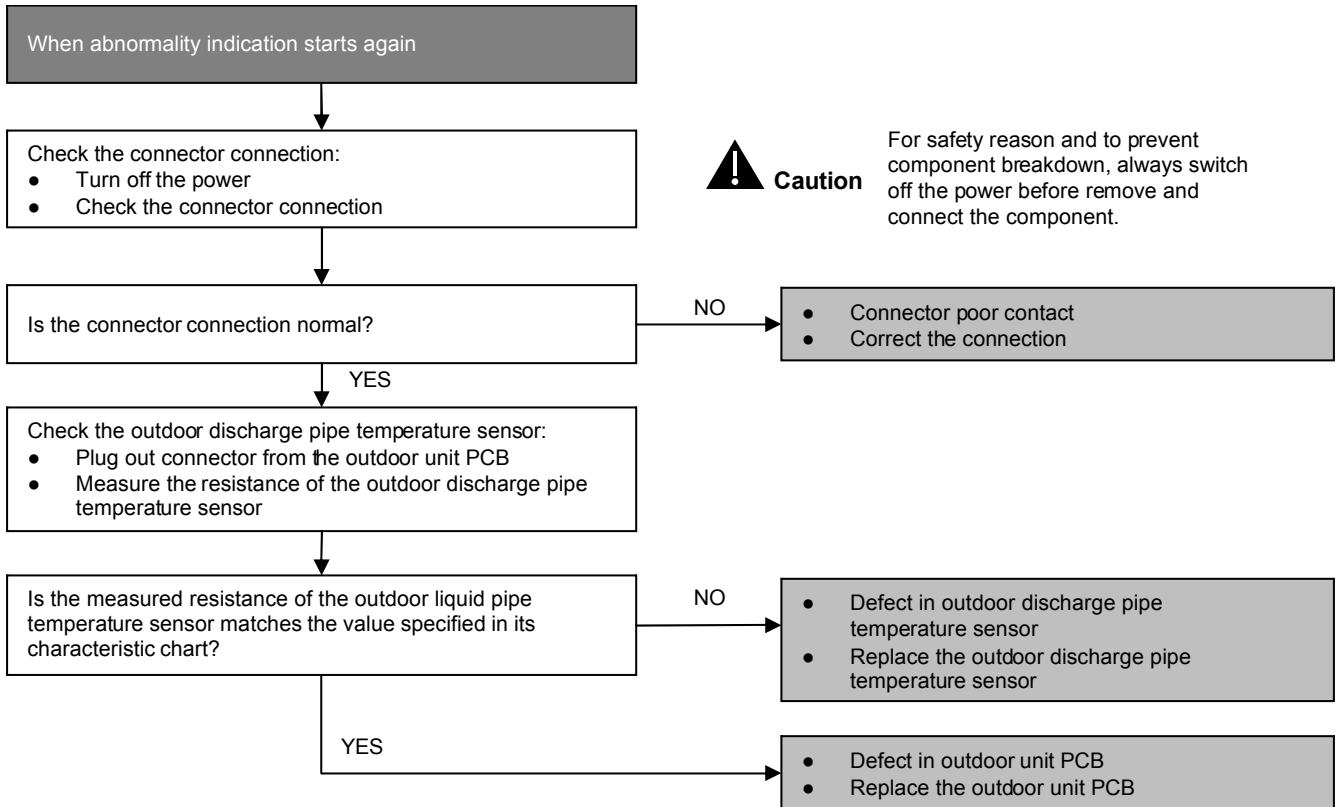 When abnormality indication starts again
Check the connector connection:
● Turn off the power
● Check the connector connection
Caution
For safety reason and to prevent
component breakdown, always switch
off the power before remove and
connect the component.
Is the connector connection normal?
NO
● Connector poor contact
● Correct the connection
YES
Check the outdoor discharge pipe temperature sensor:
● Plug out connector from the outdoor unit PCB
● Measure the resistance of the outdoor discharge pipe
temperature sensor
Is the measured resistance of the outdoor liquid pipe
temperature sensor matches the value specified in its
characteristic chart?
NO
● Defect in outdoor discharge pipe
temperature sensor
● Replace the outdoor discharge pipe
temperature sensor
YES
● Defect in outdoor unit PCB
● Replace the outdoor unit PCB